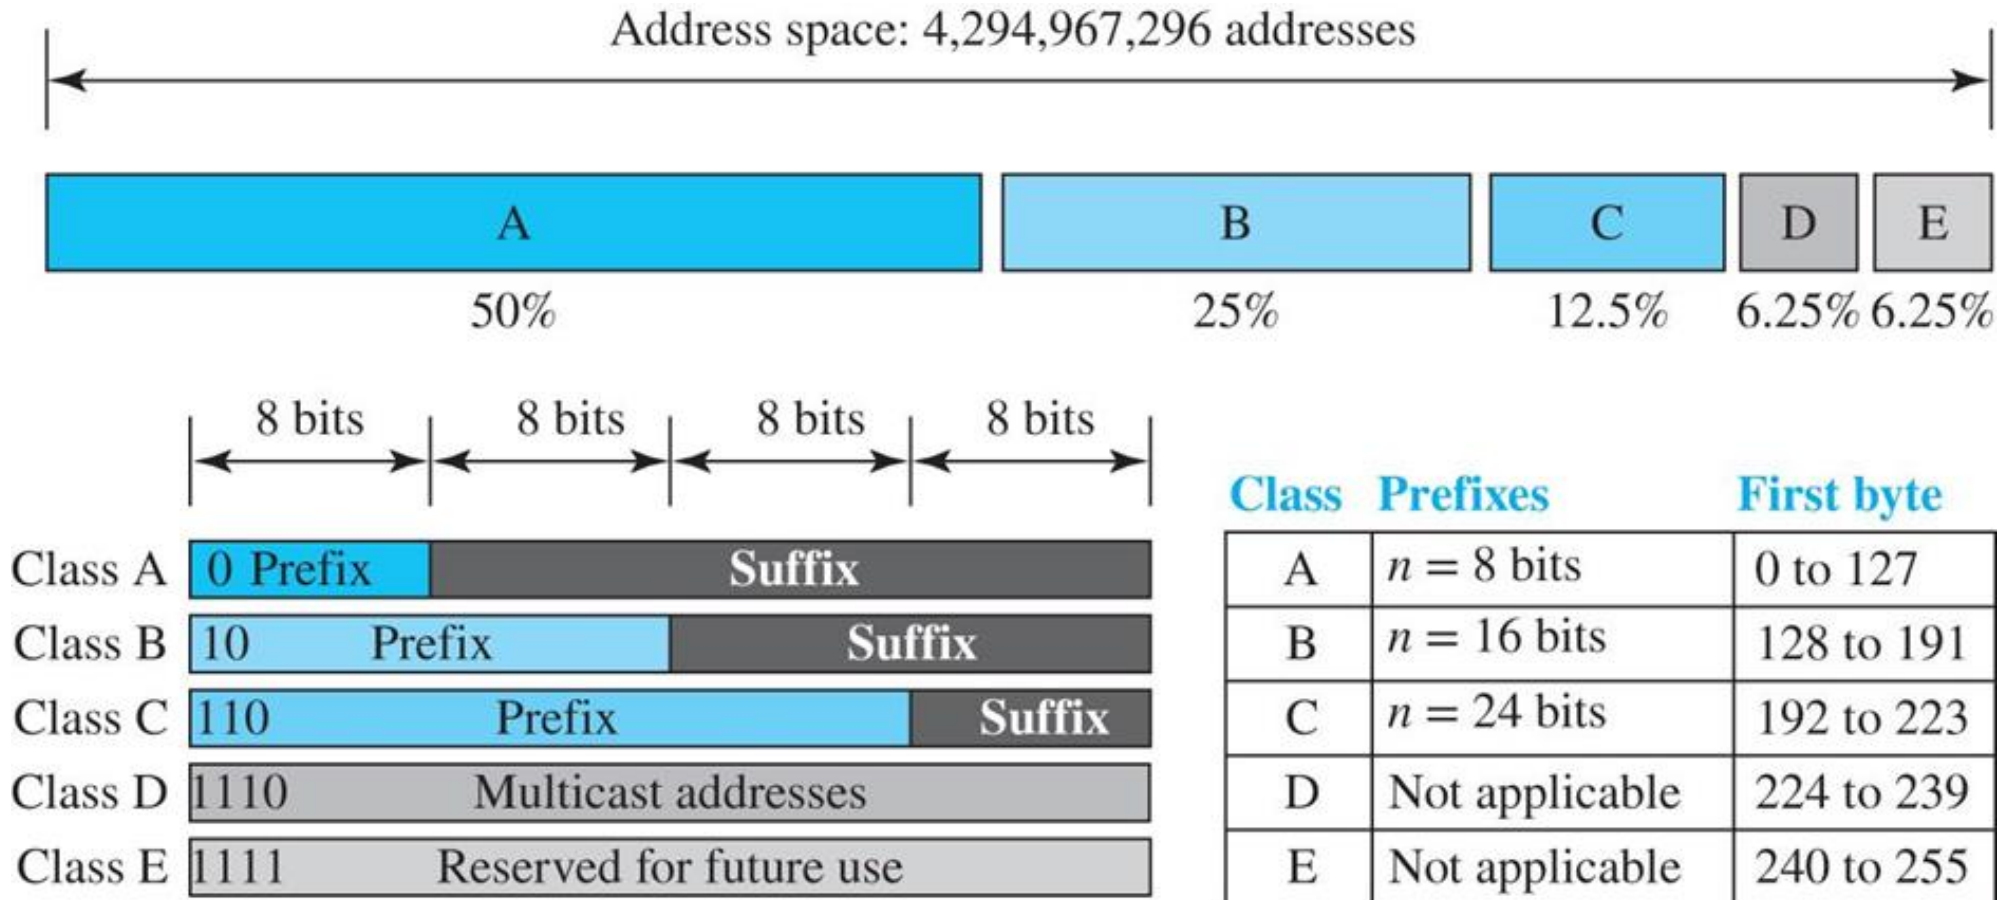 Address space: 4,294,967,296 addresses
A B C D E
50% 25% 12.5% 6.25% 6.25%
8 bits 8 bits 8 bits 8 bits
Class A 0 Prefix Suffix
Class B 10 Prefix Suffix
Class C 110 Prefix Suffix
Class D 1110 Multicast addresses
Class E 1111 Reserved for future use
Class Prefixes First byte
A n = 8 bits 0 to 127
B n = 16 bits 128 to 191
C n = 24 bits 192 to 223
D Not applicable 224 to 239
E Not applicable 240 to 255